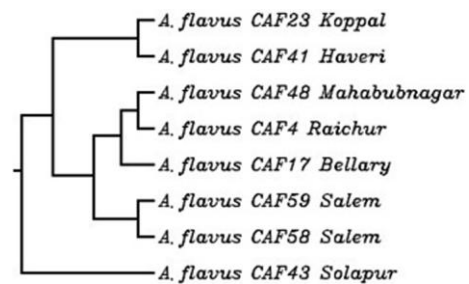 A. flavus CAF23 Koppal
A. flavus CAF41 Haveri
A. flavus CAF48 Mahabubnagar
A. flavus CAF4 Raichur
A. flavus CAF17 Bellary
A. flavus CAF59 Salem
A. flavus CAF58 Salem
A. flavus CAF43 Solapur